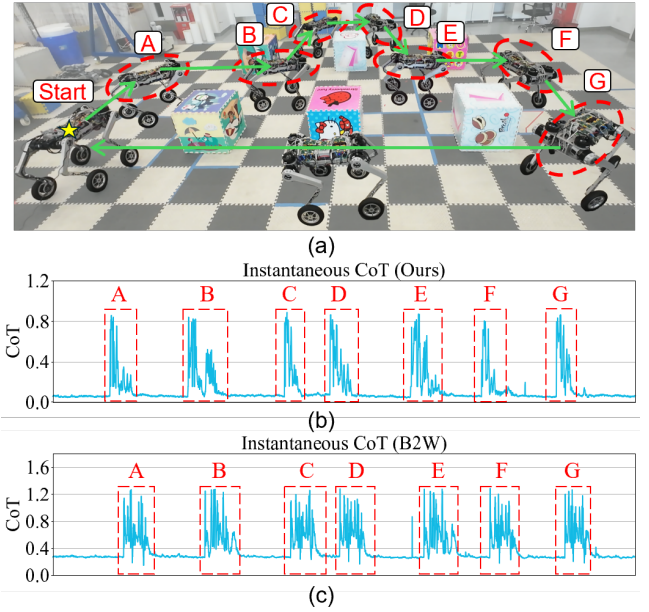 Start
A
B
C
D
E
F
G
(a)
Instantaneous CoT (Ours)
CoT
1.2
0.8
0.4
0.0
A
B
C
D
E
F
G
(b)
Instantaneous CoT (B2W)
CoT
1.6
1.2
0.8
0.4
0.0
A
B
C
D
E
F
G
(c)